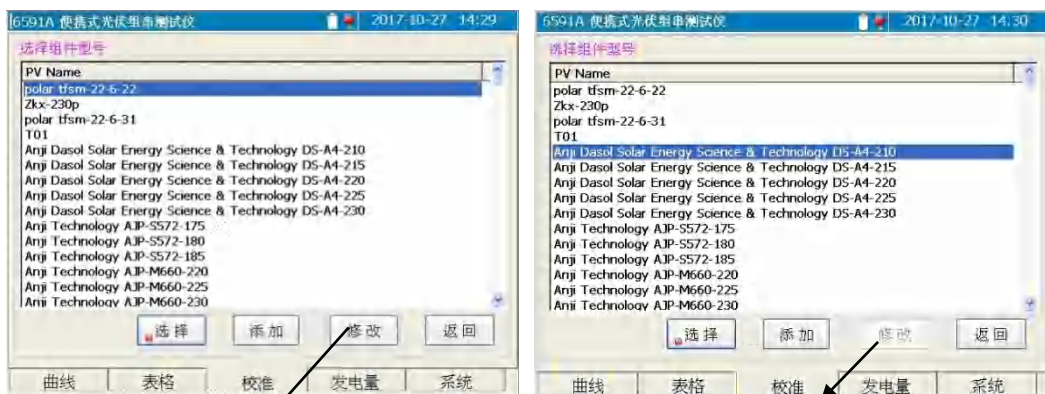 6591A 便携式光伏组串测试仪 2017-10-27 14:29
选择组件型号
PV Name
polar tfsm-22-6-22
Zkx-230p
polar tfsm-22-6-31
T01
Anji Dasol Solar Energy Science & Technology DS-A4-210
Anji Dasol Solar Energy Science & Technology DS-A4-215
Anji Dasol Solar Energy Science & Technology DS-A4-220
Anji Dasol Solar Energy Science & Technology DS-A4-225
Anji Dasol Solar Energy Science & Technology DS-A4-230
Anji Technology AJP-S572-175
Anji Technology AJP-S572-180
Anji Technology AJP-S572-185
Anji Technology AJP-M660-220
Anji Technology AJP-M660-225
Anji Technology AJP-M660-230
选择 添加 修改 返回
曲线 表格 校准 发电量 系统
6591A 便携式光伏组串测试仪 2017-10-27 14:30
选择组件型号
PV Name
polar tfsm-22-6-22
Zkx-230p
polar tfsm-22-6-31
T01
Anji Dasol Solar Energy Science & Technology DS-A4-210
Anji Dasol Solar Energy Science & Technology DS-A4-215
Anji Dasol Solar Energy Science & Technology DS-A4-220
Anji Dasol Solar Energy Science & Technology DS-A4-225
Anji Dasol Solar Energy Science & Technology DS-A4-230
Anji Technology AJP-S572-175
Anji Technology AJP-S572-180
Anji Technology AJP-S572-185
Anji Technology AJP-M660-220
Anji Technology AJP-M660-225
Anji Technology AJP-M660-230
选择 添加 修改 返回
曲线 表格 校准 发电量 系统